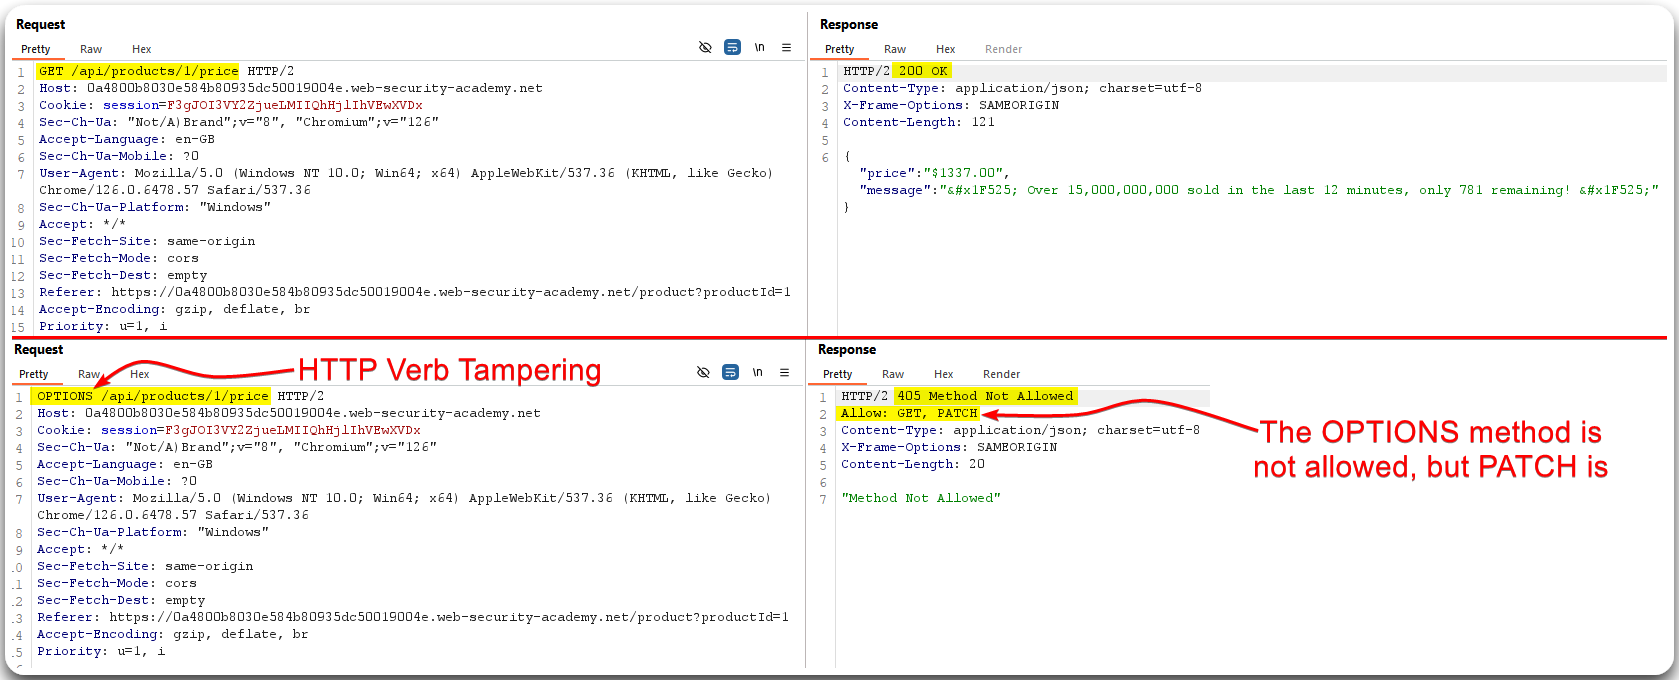 Request
Pretty Raw Hex \n
1 GET /api/products/1/price HTTP/2
2 Host: 0a4800b8030e584b80935dc50019004e.web-security-academy.net
3 Cookie: session=F3gJOI3VY2ZjueLMIIQhHjlIhVEwXVDx
4 Sec-Ch-Ua: "Not/A)Brand";v="8", "Chromium";v="126"
5 Accept-Language: en-GB
6 Sec-Ch-Ua-Mobile: ?0
7 User-Agent: Mozilla/5.0 (Windows NT 10.0; Win64; x64) AppleWebKit/537.36 (KHTML, like Gecko)
Chrome/126.0.6478.57 Safari/537.36
8 Sec-Ch-Ua-Platform: "Windows"
9 Accept: */*
10 Sec-Fetch-Site: same-origin
11 Sec-Fetch-Mode: cors
12 Sec-Fetch-Dest: empty
13 Referer: https://0a4800b8030e584b80935dc50019004e.web-security-academy.net/product?productId=1
14 Accept-Encoding: gzip, deflate, br
15 Priority: u=1, i
Response
Pretty Raw Hex Render
1 HTTP/2 200 OK
2 Content-Type: application/json; charset=utf-8
3 X-Frame-Options: SAMEORIGIN
4 Content-Length: 121
5
6 {
"price":"$1337.00",
"message":"&#x1F525; Over 15,000,000,000 sold in the last 12 minutes, only 781 remaining! &#x1F525;"
}
Request
Pretty Raw Hex \n
HTTP Verb Tampering
1 OPTIONS /api/products/1/price HTTP/2
2 Host: 0a4800b8030e584b80935dc50019004e.web-security-academy.net
3 Cookie: session=F3gJOI3VY2ZjueLMIIQhHjlIhVEwXVDx
4 Sec-Ch-Ua: "Not/A)Brand";v="8", "Chromium";v="126"
5 Accept-Language: en-GB
6 Sec-Ch-Ua-Mobile: ?0
7 User-Agent: Mozilla/5.0 (Windows NT 10.0; Win64; x64) AppleWebKit/537.36 (KHTML, like Gecko)
Chrome/126.0.6478.57 Safari/537.36
8 Sec-Ch-Ua-Platform: "Windows"
9 Accept: */*
.0 Sec-Fetch-Site: same-origin
.1 Sec-Fetch-Mode: cors
.2 Sec-Fetch-Dest: empty
.3 Referer: https://0a4800b8030e584b80935dc50019004e.web-security-academy.net/product?productId=1
.4 Accept-Encoding: gzip, deflate, br
.5 Priority: u=1, i
Response
Pretty Raw Hex Render
1 HTTP/2 405 Method Not Allowed
2 Allow: GET, PATCH
3 Content-Type: application/json; charset=utf-8
4 X-Frame-Options: SAMEORIGIN
5 Content-Length: 20
6
7 "Method Not Allowed"
The OPTIONS method is
not allowed, but PATCH is